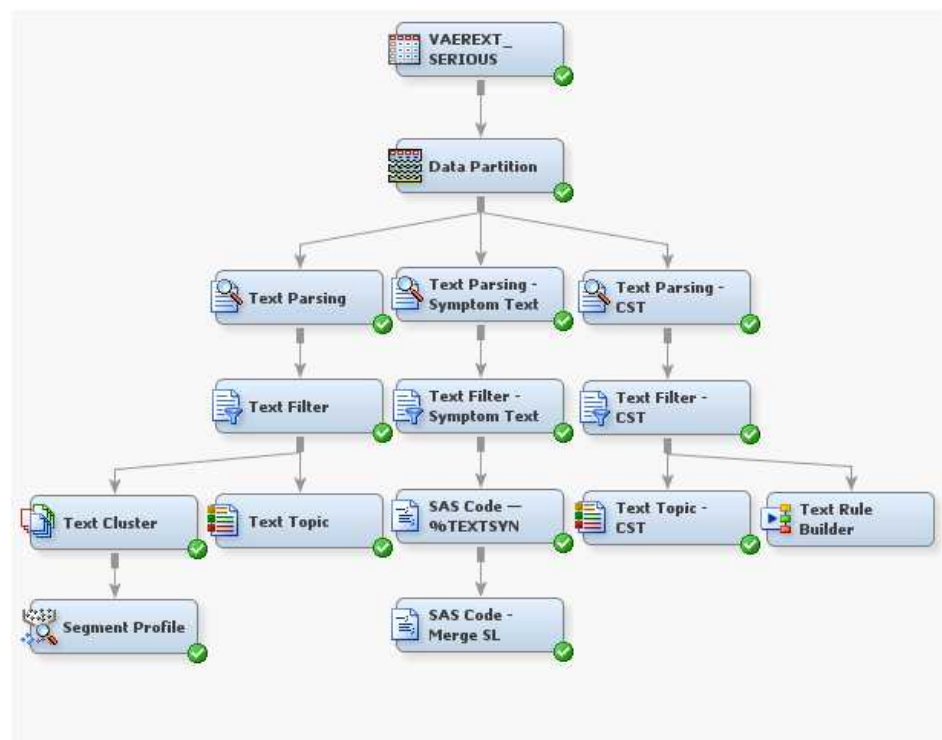 VAEREXT_
SERIOUS
Data Partition
Text Parsing
Text Parsing -
Symptom Text
Text Parsing -
CST
Text Filter
Text Filter -
Symptom Text
Text Filter -
CST
Text Cluster
Text Topic
SAS Code —
%TEXTSYN
Text Topic -
CST
Text Rule
Builder
Segment Profile
SAS Code -
Merge SL